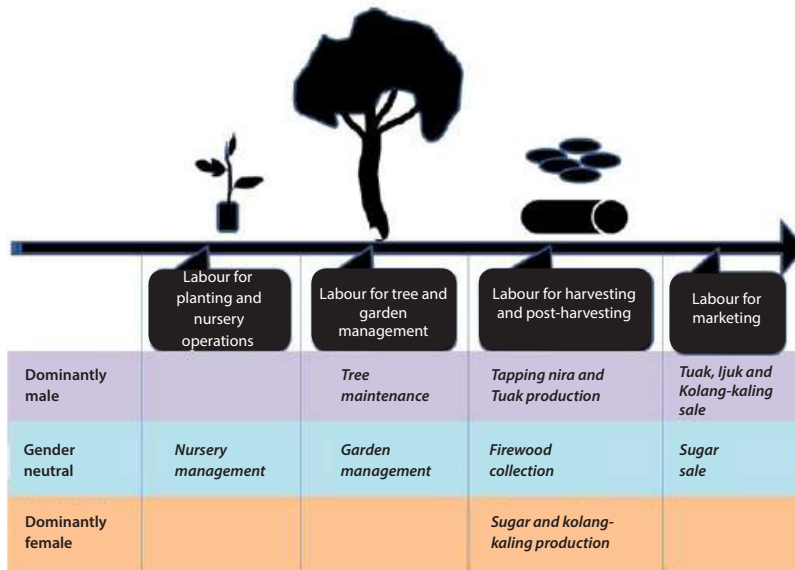 Labour for
planting and
nursery
operations
Labour for tree and
garden
management
Labour for harvesting
and post-harvesting
Labour for
marketing
Dominantly
male
Tree
maintenance
Tapping nira and
Tuak production
Tuak, Ijuk and
Kolang-kaling
sale
Gender
neutral
Nursery
management
Garden
management
Firewood
collection
Sugar
sale
Dominantly
female
Sugar and kolang-
kaling production